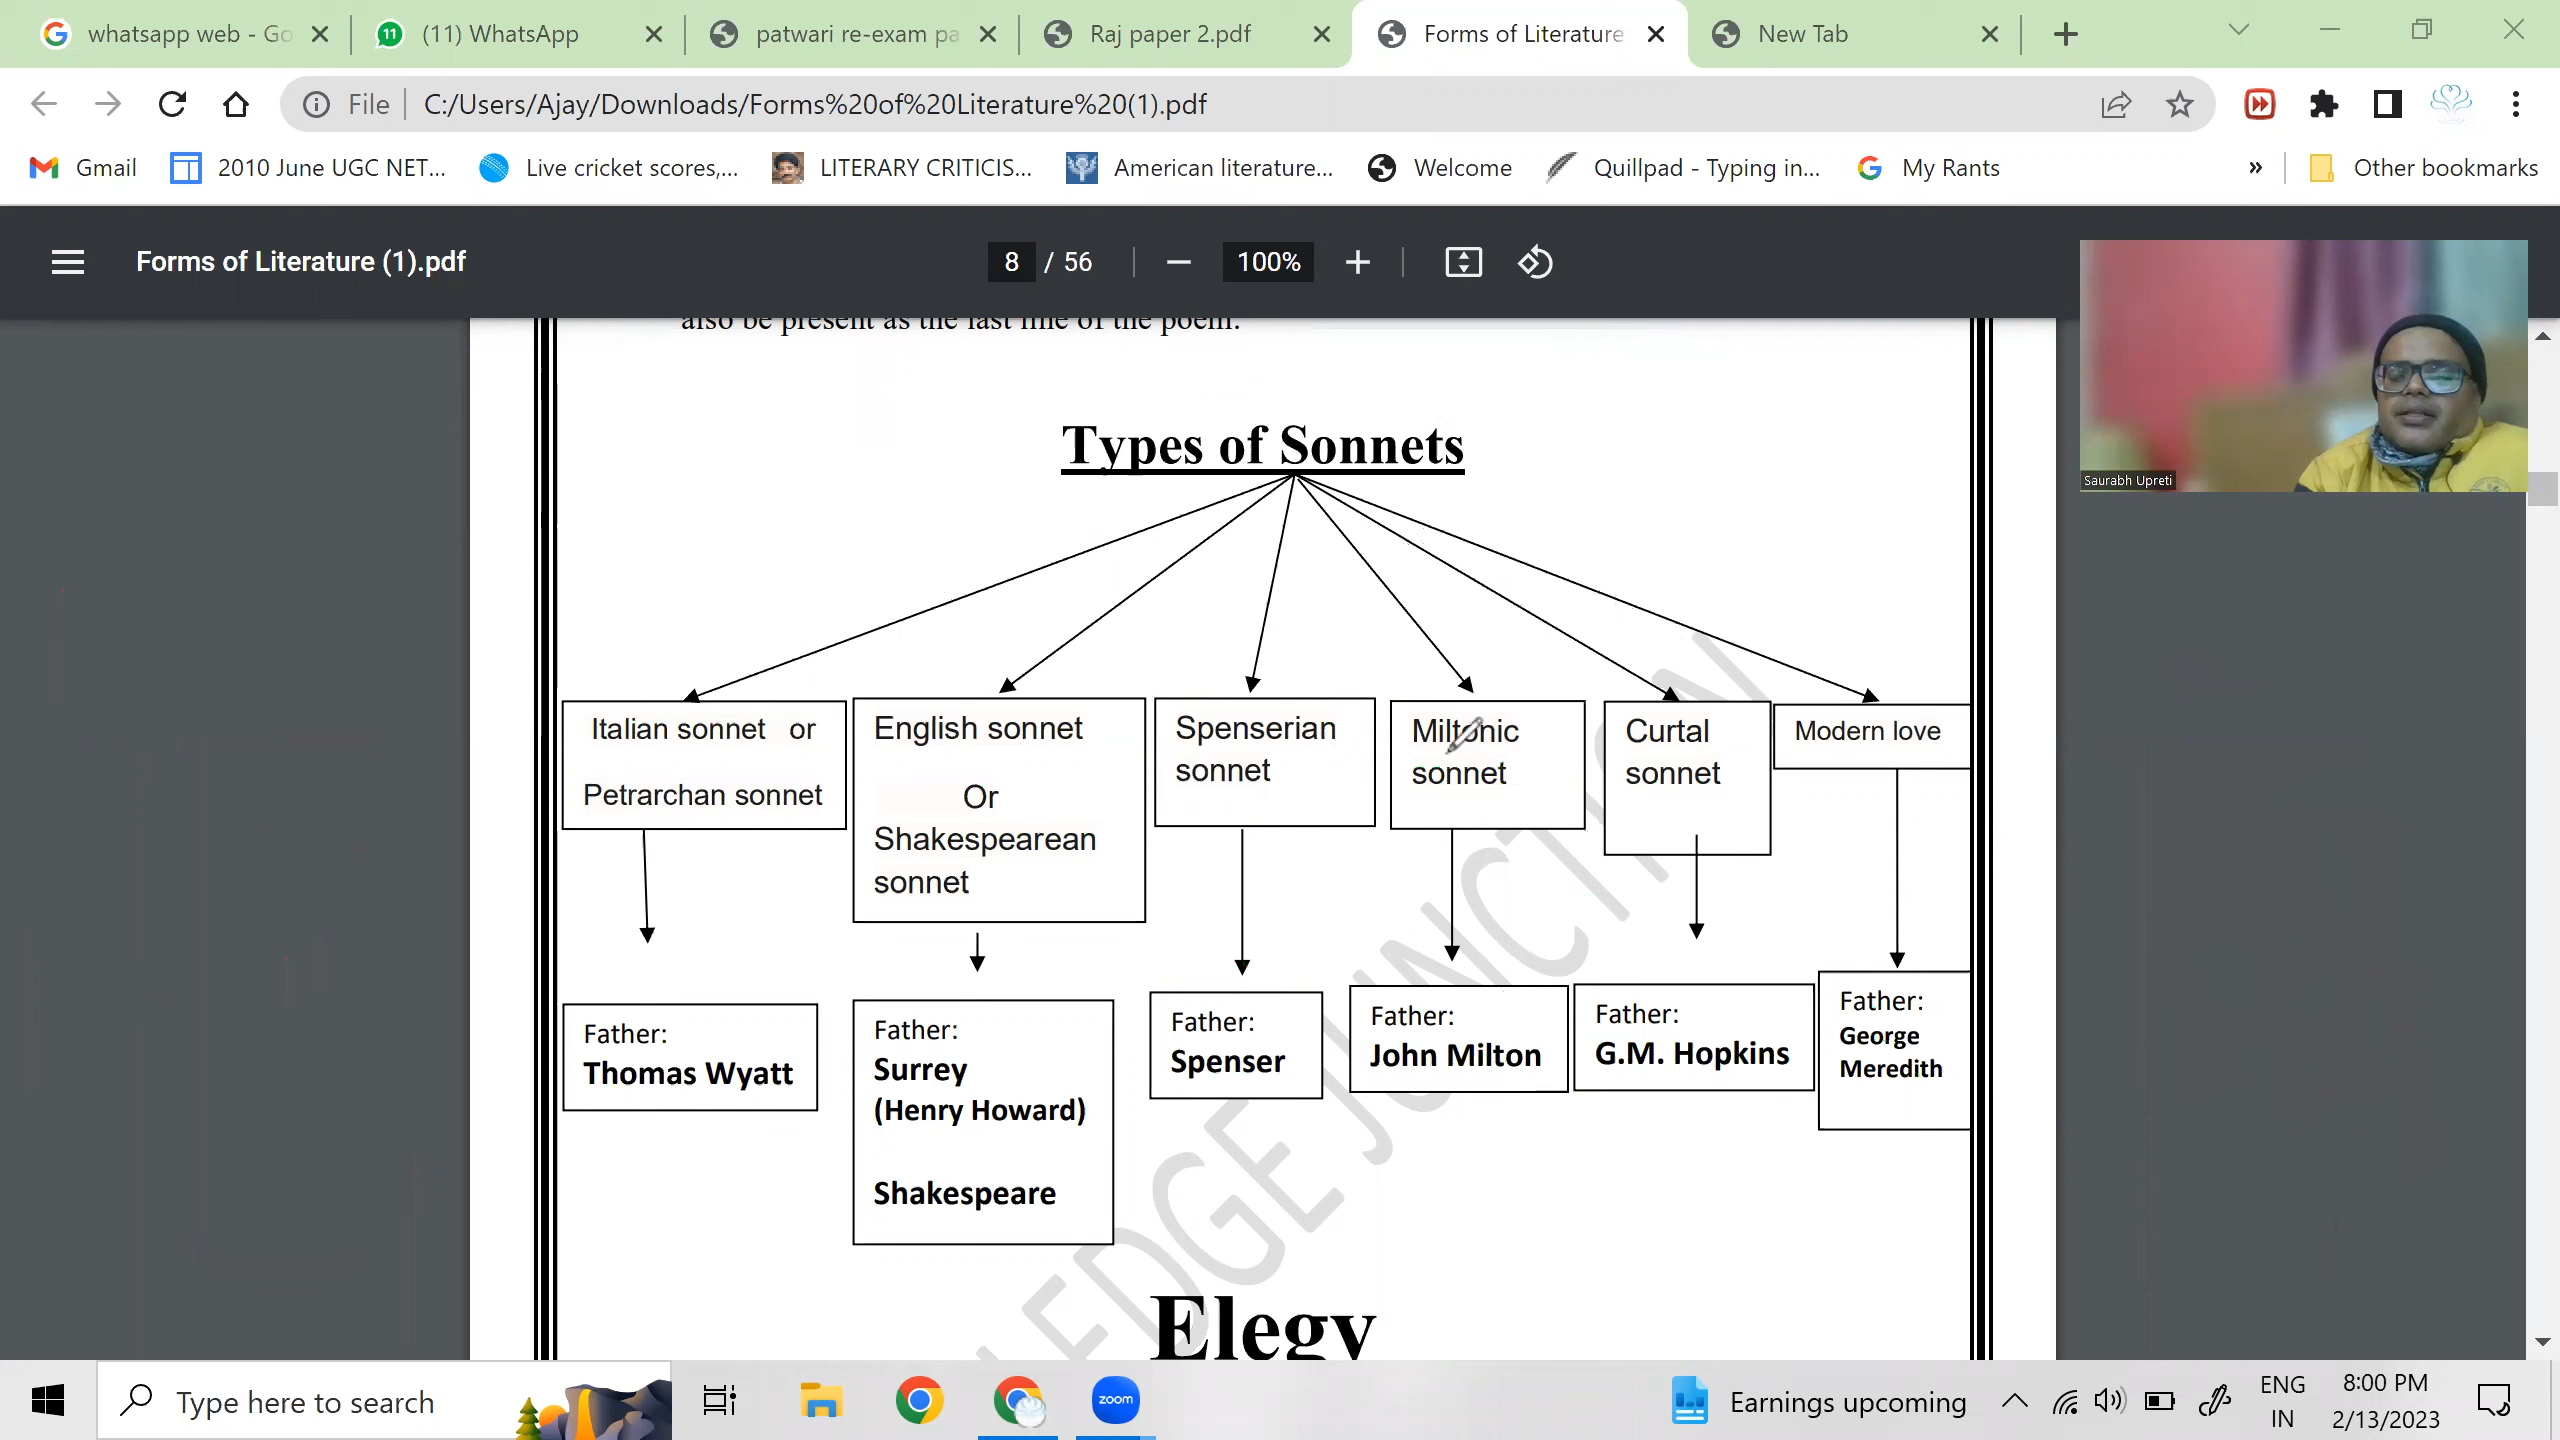 whatsapp web - Go
(11) WhatsApp
patwari re-exam pa
Raj paper 2.pdf
Forms of Literature
New Tab
File
C:/Users/Ajay/Downloads/Forms%20of%20Literature%20(1).pdf
Gmail
2010 June UGC NET...
Live cricket scores,...
LITERARY CRITICIS...
American literature...
Welcome
Quillpad - Typing in...
My Rants
»
Other bookmarks
Forms of Literature (1).pdf
8 / 56
100%
Saurabh Upreti
also be present as the last line of the poem.
Types of Sonnets
Italian sonnet or
Petrarchan sonnet
English sonnet
Or
Shakespearean
sonnet
Spenserian
sonnet
Miltonic
sonnet
Curtal
sonnet
Modern love
Father:
Thomas Wyatt
Father:
Surrey
(Henry Howard)
Shakespeare
Father:
Spenser
Father:
John Milton
Father:
G.M. Hopkins
Father:
George
Meredith
LEDGE JUNCTION
Elegy
Type here to search
zoom
Earnings upcoming
ENG
IN
8:00 PM
2/13/2023